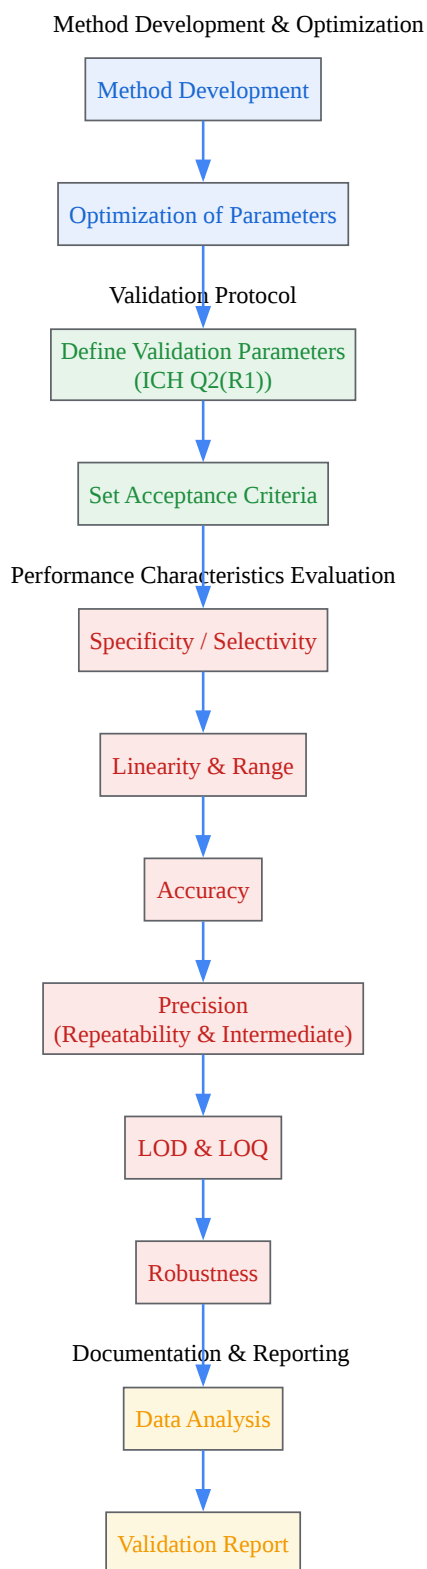 Method Development & Optimization
Method Development
Optimization of Parameters
Validation Protocol
Define Validation Parameters
(ICH Q2(R1))
Set Acceptance Criteria
Performance Characteristics Evaluation
Specificity / Selectivity
Linearity & Range
Accuracy
Precision
(Repeatability & Intermediate)
LOD & LOQ
Robustness
Documentation & Reporting
Data Analysis
Validation Report